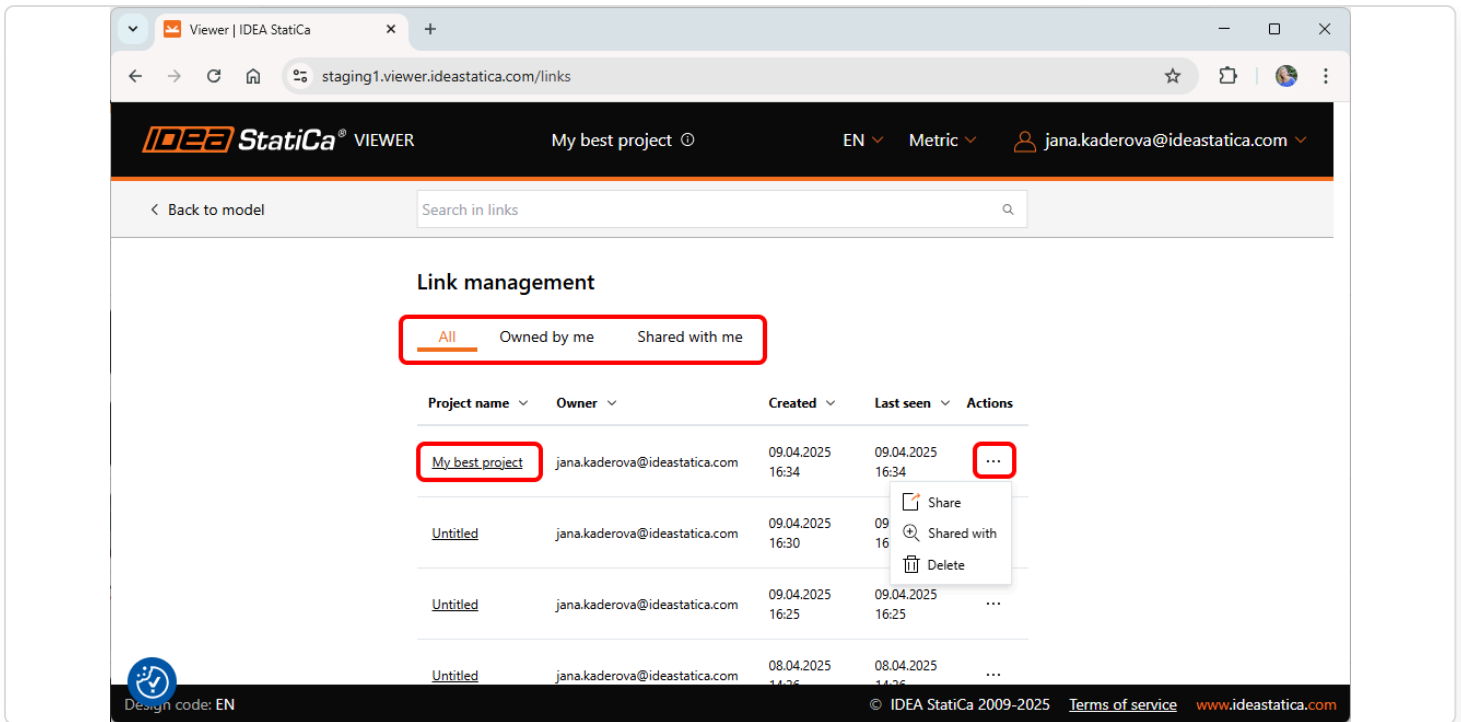 Viewer | IDEA StatiCa
staging1.viewer.ideastatica.com/links
IDEA StatiCa® VIEWER My best project EN Metric jana.kaderova@ideastatica.com
Back to model Search in links
Link management
All Owned by me Shared with me
Project name Owner Created Last seen Actions
My best project jana.kaderova@ideastatica.com 09.04.2025 16:34 09.04.2025 16:34 ...
Share
Shared with
Delete
Untitled jana.kaderova@ideastatica.com 09.04.2025 16:30 09 16
Untitled jana.kaderova@ideastatica.com 09.04.2025 16:25 09.04.2025 16:25 ...
Untitled jana.kaderova@ideastatica.com 08.04.2025 08.04.2025 ...
Design code: EN © IDEA StatiCa 2009-2025 Terms of service www.ideastatica.com